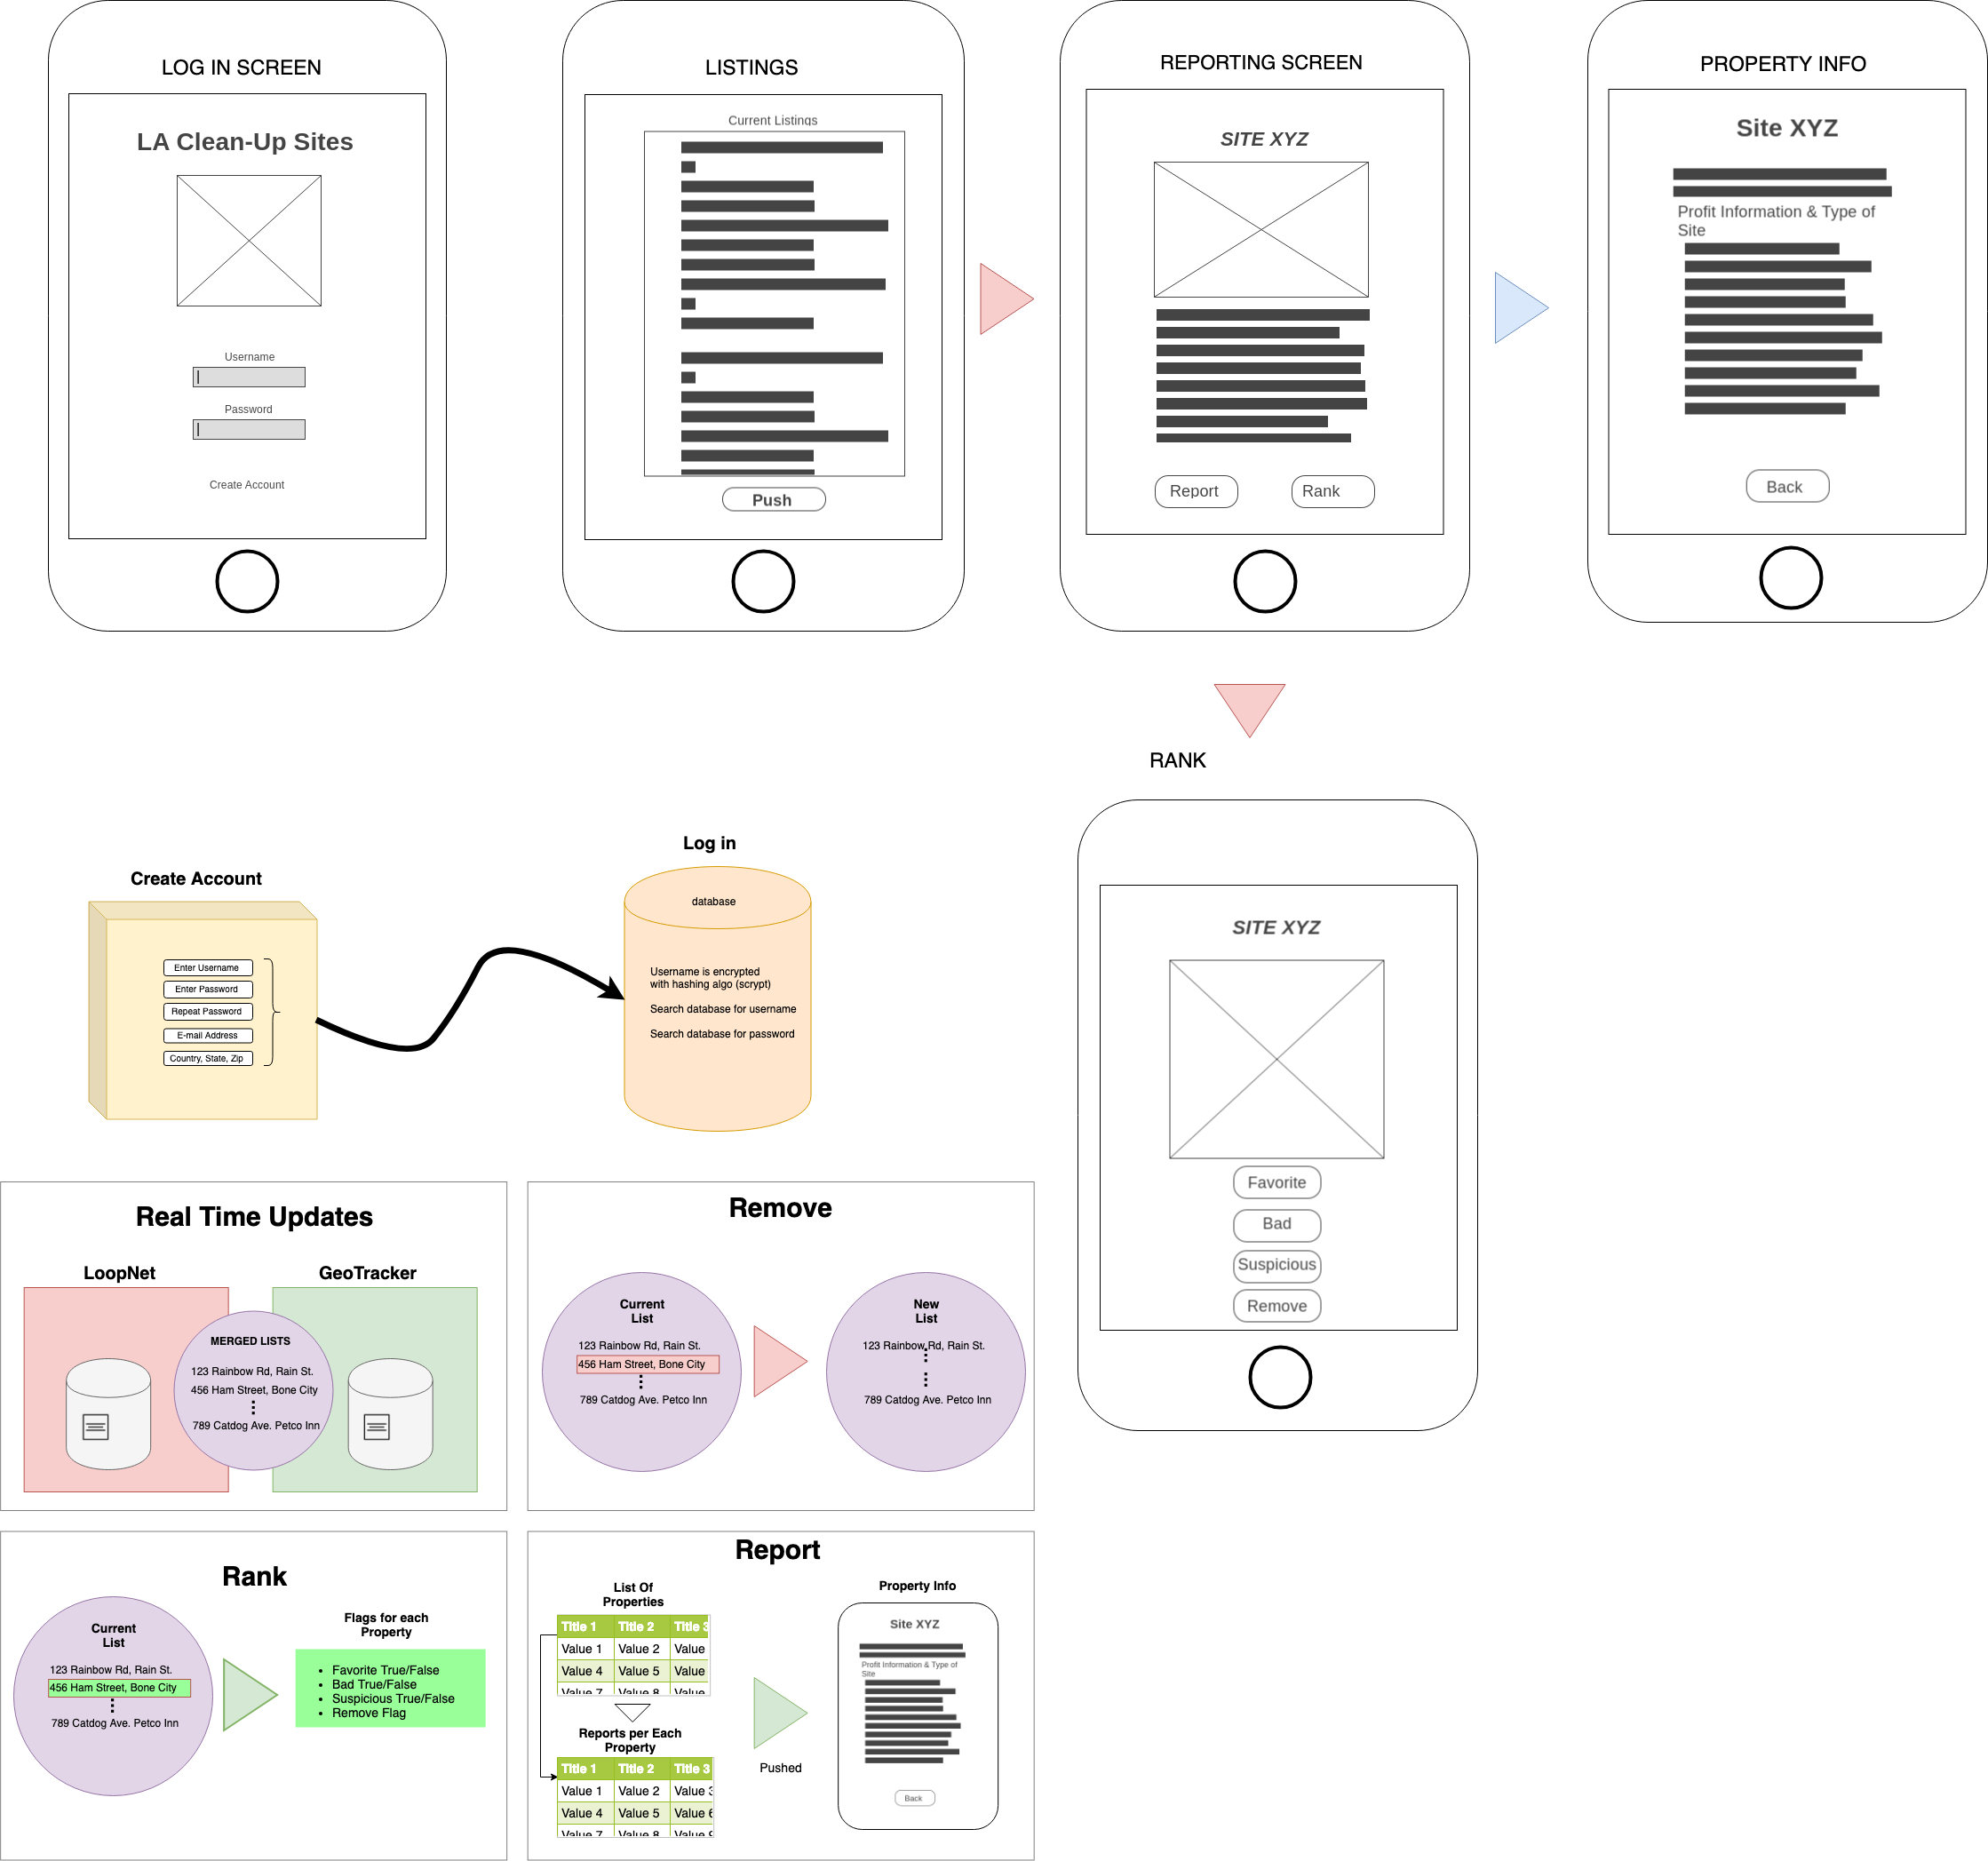 LOG IN SCREEN
LA Clean-Up Sites
Username
Password
Create Account
LISTINGS
Current Listings
Push
REPORTING SCREEN
SITE XYZ
Report
Rank
PROPERTY INFO
Site XYZ
Profit Information & Type of
Site
Back
RANK
SITE XYZ
Favorite
Bad
Suspicious
Remove
Create Account
Enter Username
Enter Password
Repeat Password
E-mail Address
Country, State, Zip
Log in
database
Username is encrypted
with hashing algo (scrypt)
Search database for username
Search database for password
Real Time Updates
LoopNet
GeoTracker
MERGED LISTS
123 Rainbow Rd, Rain St.
456 Ham Street, Bone City
789 Catdog Ave. Petco Inn
Remove
Current
List
123 Rainbow Rd, Rain St.
456 Ham Street, Bone City
789 Catdog Ave. Petco Inn
New
List
123 Rainbow Rd, Rain St.
789 Catdog Ave. Petco Inn
Rank
Current
List
123 Rainbow Rd, Rain St.
456 Ham Street, Bone City
789 Catdog Ave. Petco Inn
Flags for each
Property
Favorite True/False
Bad True/False
Suspicious True/False
Remove Flag
Report
List Of
Properties
Title 1 Title 2 Title 3
Value 1 Value 2 Value
Value 4 Value 5 Value
Value 7 Value 8 Value
Reports per Each
Property
Title 1 Title 2 Title 3
Value 1 Value 2 Value 3
Value 4 Value 5 Value 6
Value 7 Value 8 Value 9
Pushed
Property Info
Site XYZ
Profit Information & Type of
Site
Back